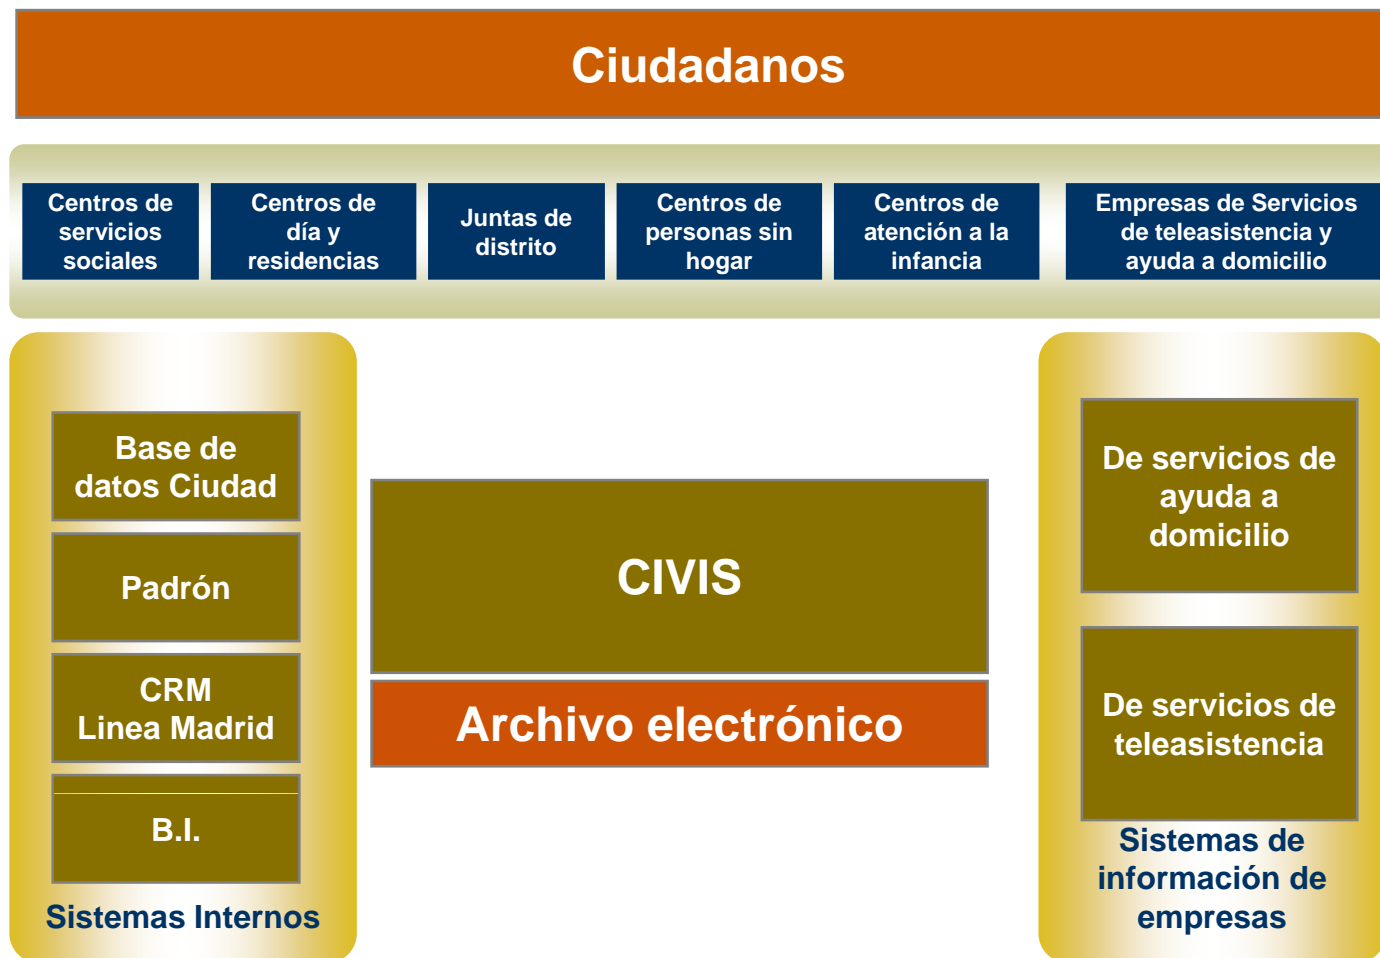 Ciudadanos
Centros de
servicios
sociales
Centros de
día y
residencias
Juntas de
distrito
Centros de
personas sin
hogar
Centros de
atención a la
infancia
Empresas de Servicios
de teleasistencia y
ayuda a domicilio
Base de
datos Ciudad
Padrón
CRM
Linea Madrid
B.I.
Sistemas Internos
CIVIS
Archivo electrónico
De servicios de
ayuda a
domicilio
De servicios de
teleasistencia
Sistemas de
información de
empresas